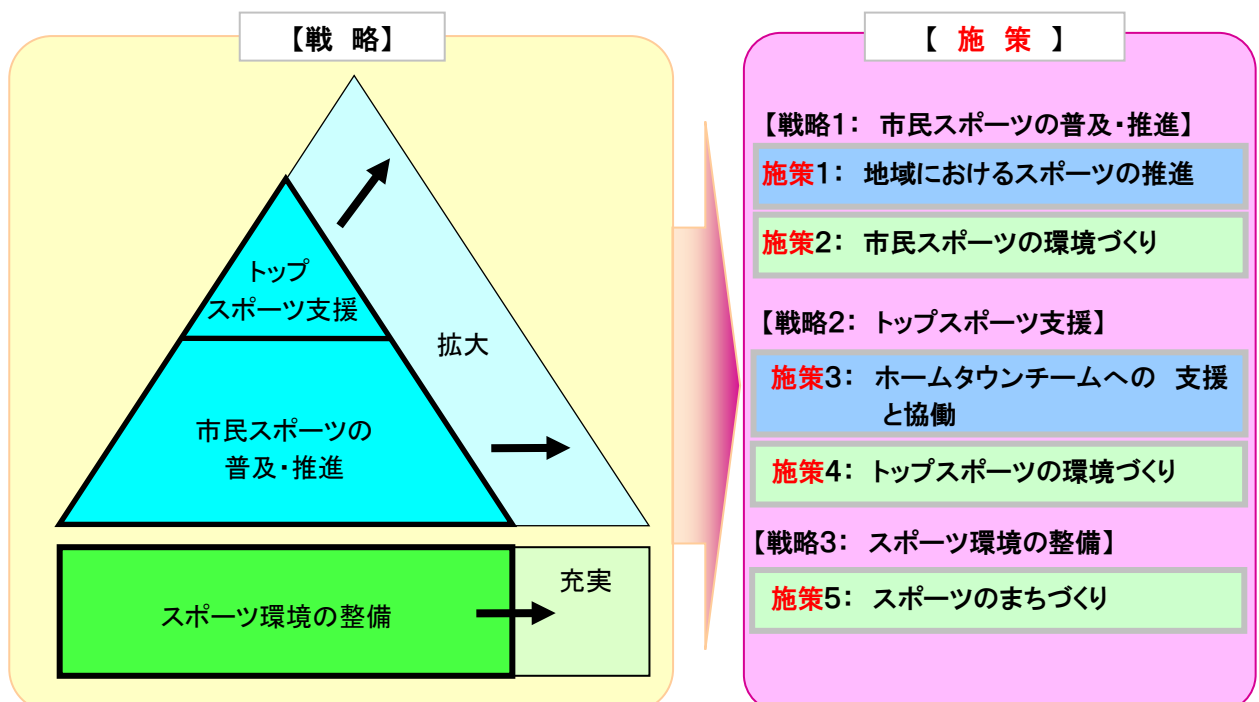 【戦 略】
トップ
スポーツ支援
拡大
市民スポーツの
普及・推進
充実
スポーツ環境の整備
【 施 策 】
【戦略1: 市民スポーツの普及・推進】
施策1: 地域におけるスポーツの推進
施策2: 市民スポーツの環境づくり
【戦略2: トップスポーツ支援】
施策3: ホームタウンチームへの 支援
と協働
施策4: トップスポーツの環境づくり
【戦略3: スポーツ環境の整備】
施策5: スポーツのまちづくり